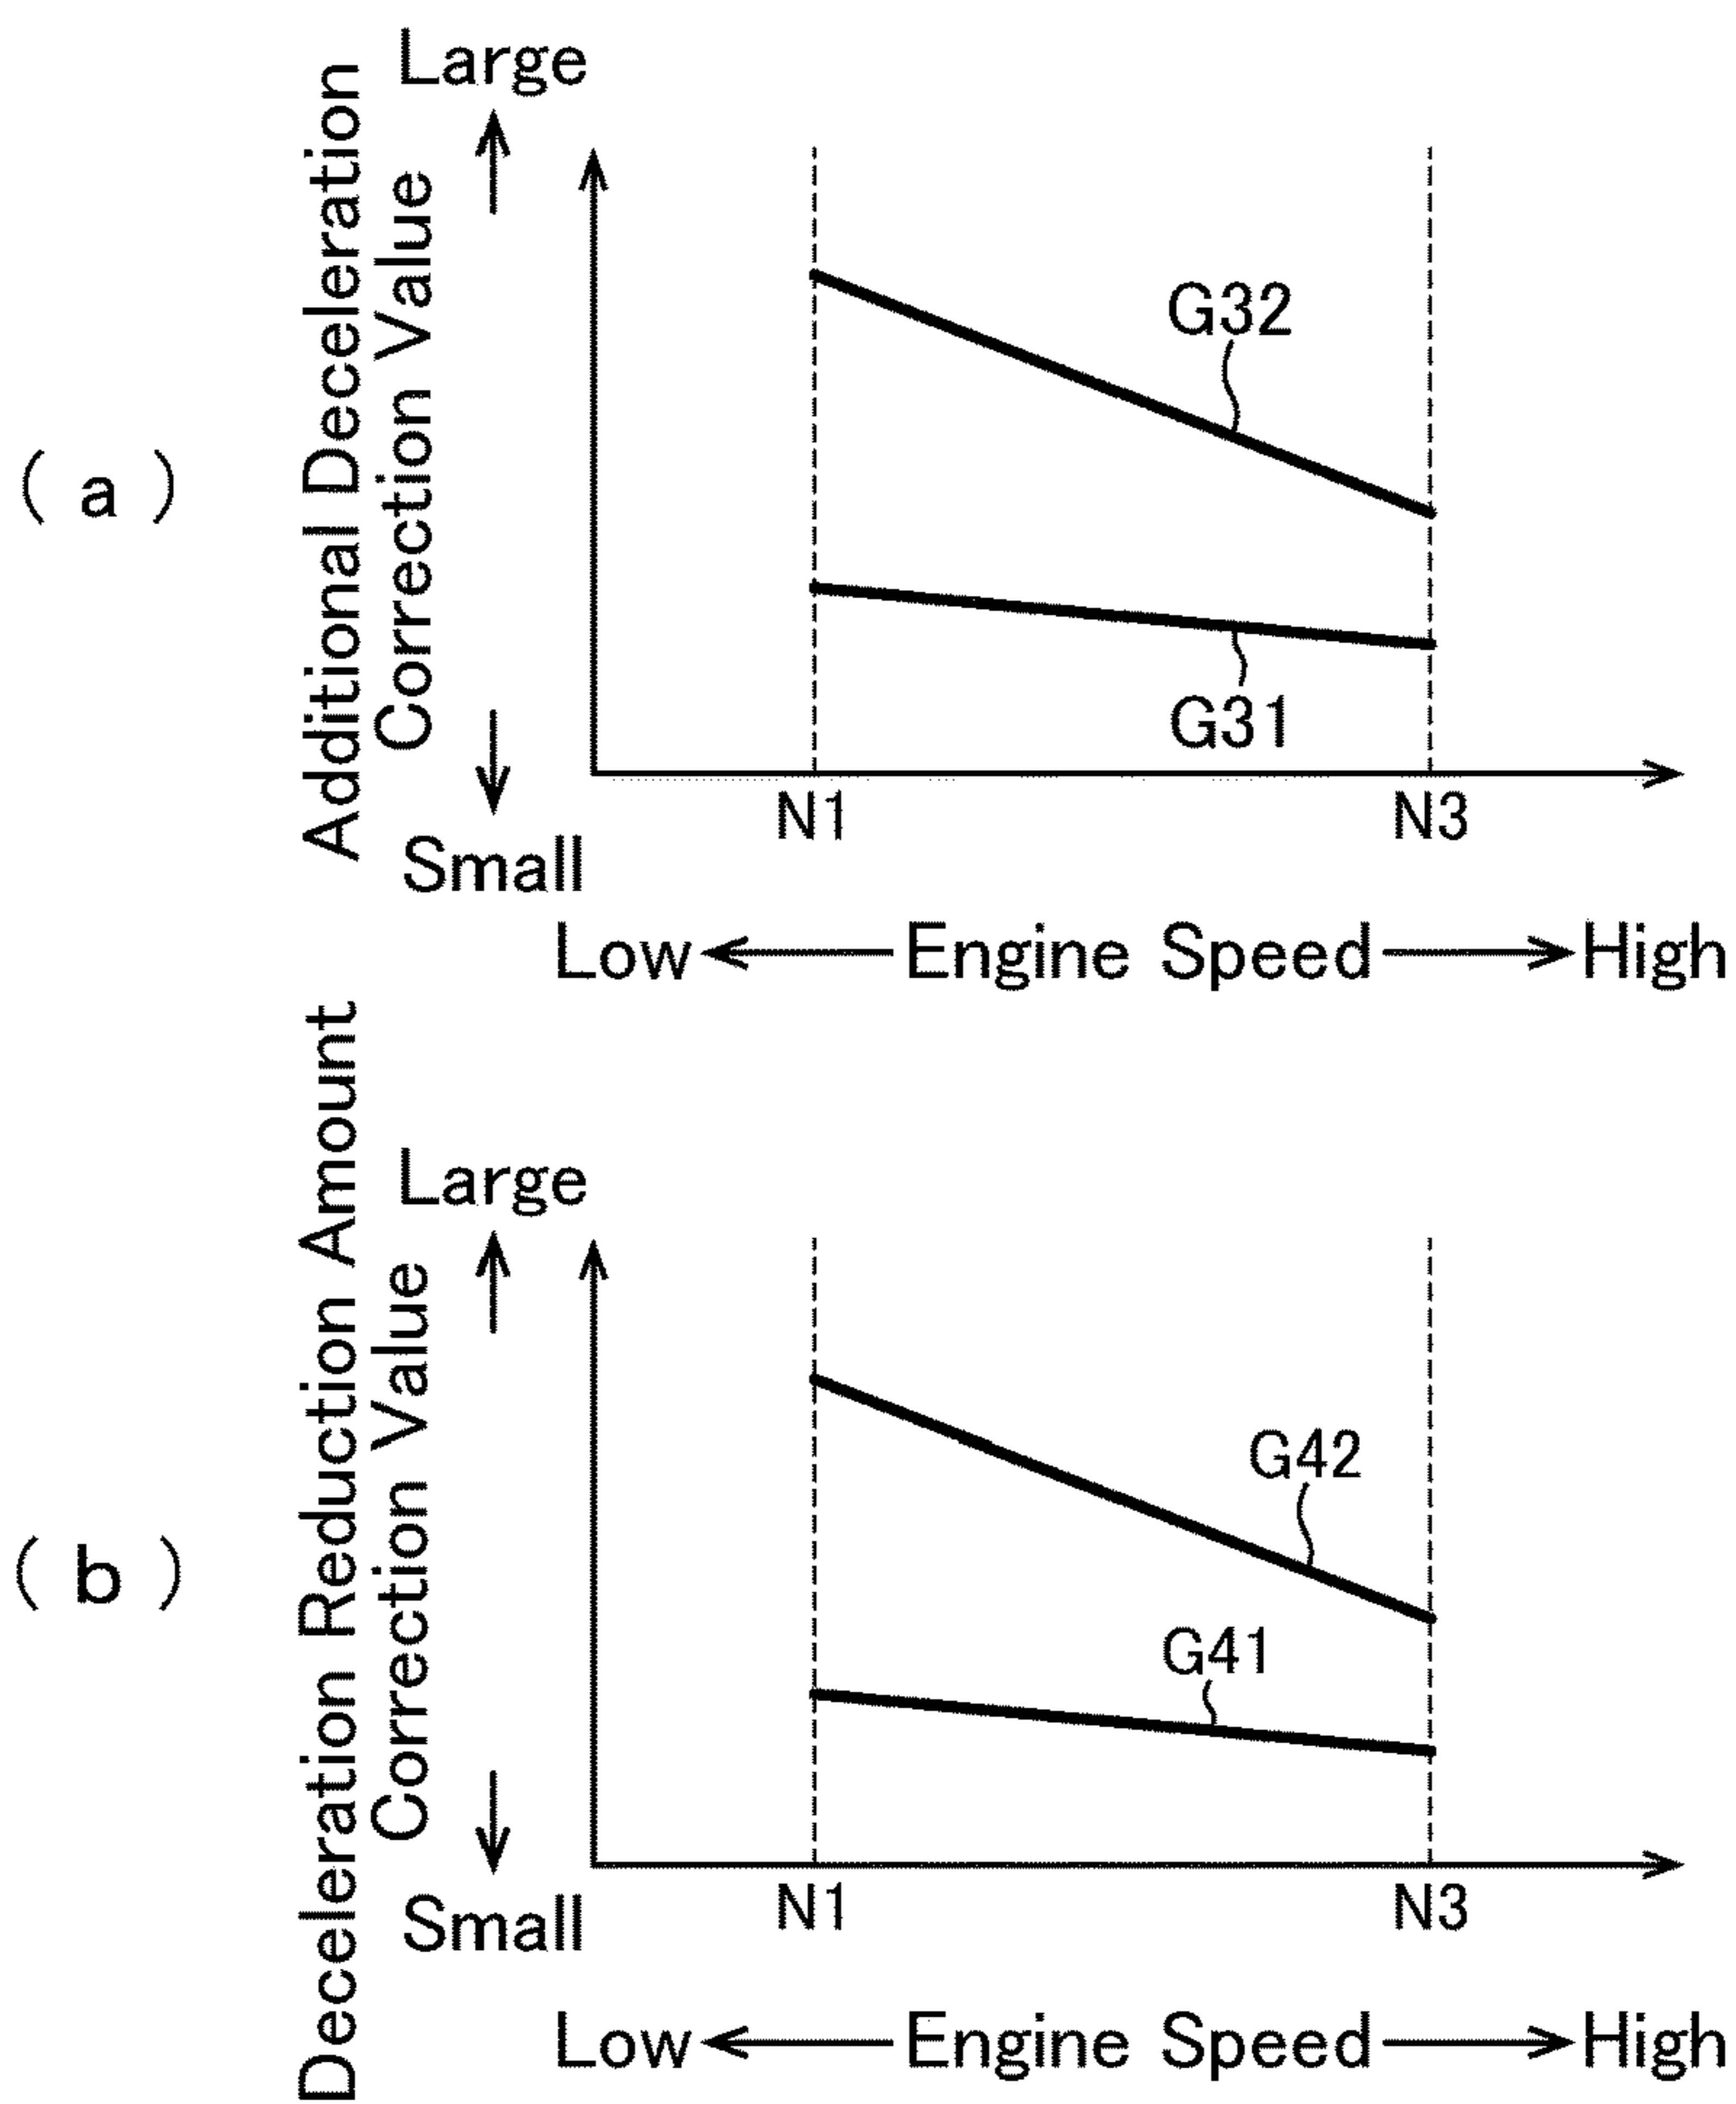 (a)
Additional Deceleration
Correction Value
Large
Small
G32
G31
N1
N3
Low Engine Speed High
(b)
Deceleration Reduction Amount
Correction Value
Large
Small
G42
G41
N1
N3
Low Engine Speed High